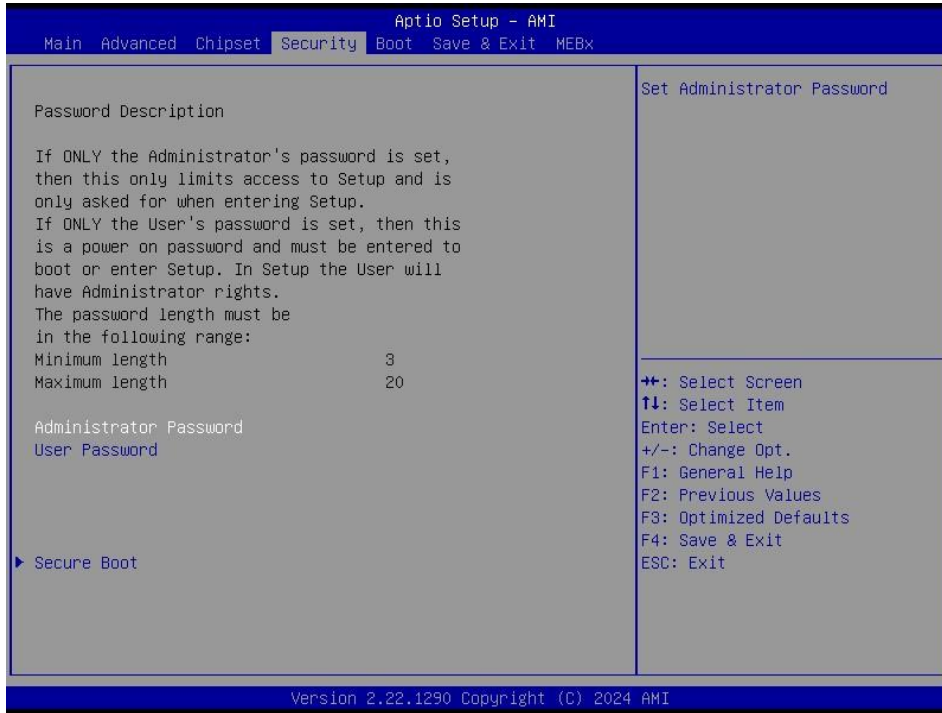 Aptio Setup - AMI
Main Advanced Chipset Security Boot Save & Exit MEBx
Password Description
If ONLY the Administrator's password is set,
then this only limits access to Setup and is
only asked for when entering Setup.
If ONLY the User's password is set, then this
is a power on password and must be entered to
boot or enter Setup. In Setup the User will
have Administrator rights.
The password length must be
in the following range:
Minimum length 3
Maximum length 20
Administrator Password
User Password
Secure Boot
Set Administrator Password
→←: Select Screen
↑↓: Select Item
Enter: Select
+/-: Change Opt.
F1: General Help
F2: Previous Values
F3: Optimized Defaults
F4: Save & Exit
ESC: Exit
Version 2.22.1290 Copyright (C) 2024 AMI